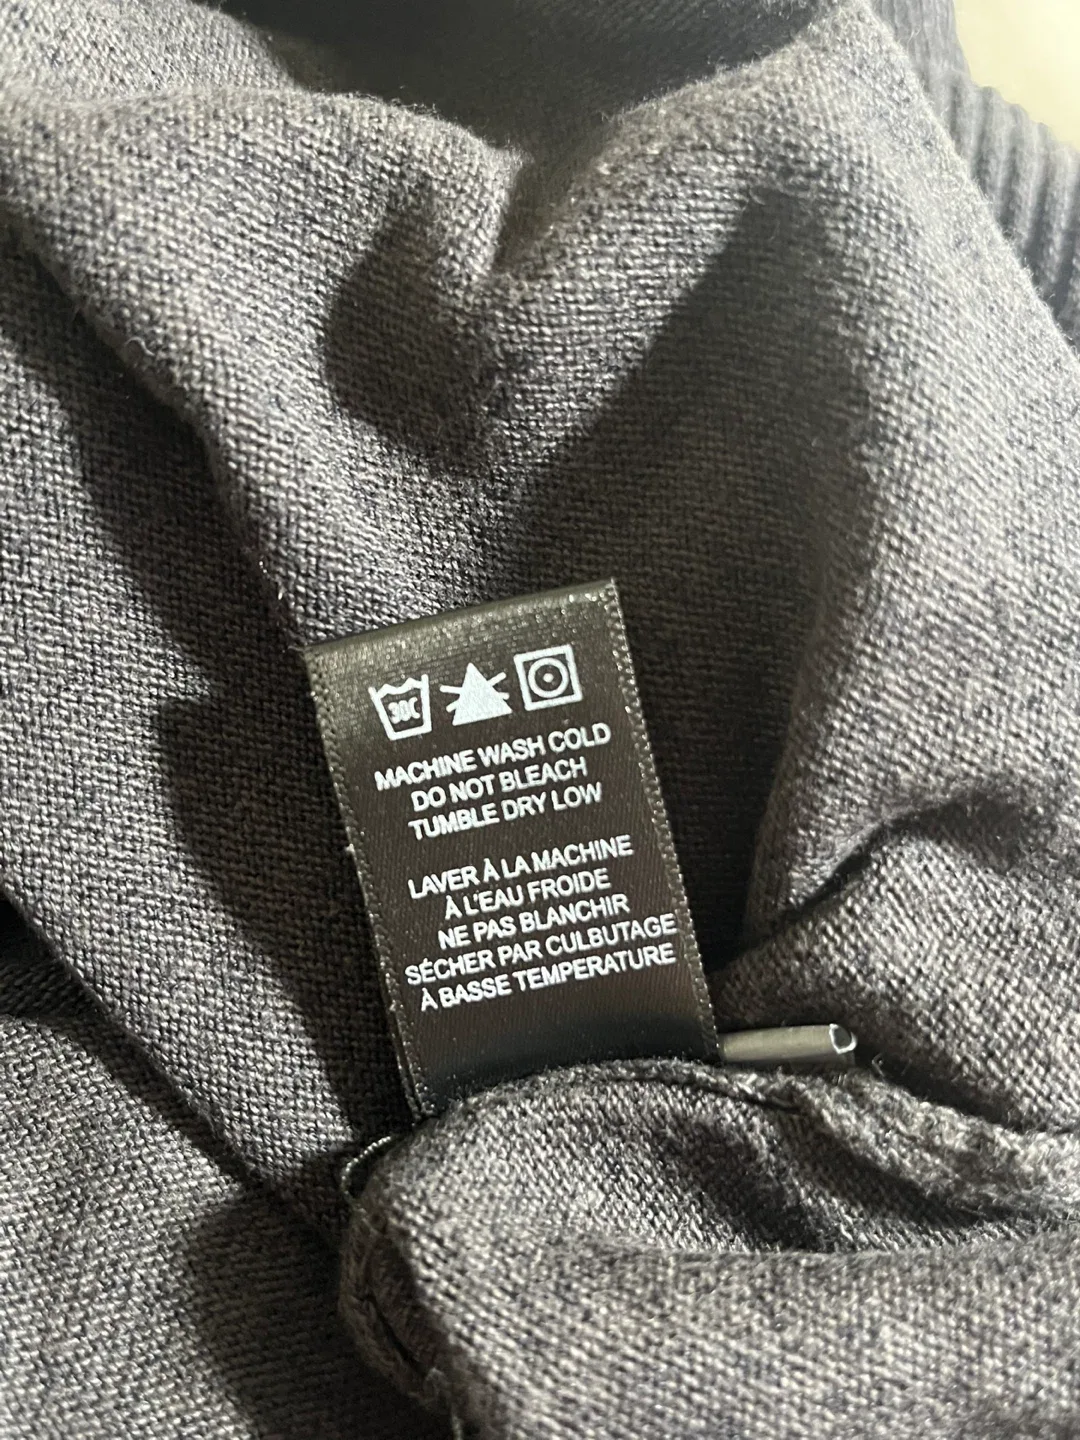 30C
MACHINE WASH COLD
DO NOT BLEACH
TUMBLE DRY LOW
LAVER À LA MACHINE
À L'EAU FROIDE
NE PAS BLANCHIR
SÉCHER PAR CULBUTAGE
À BASSE TEMPERATURE